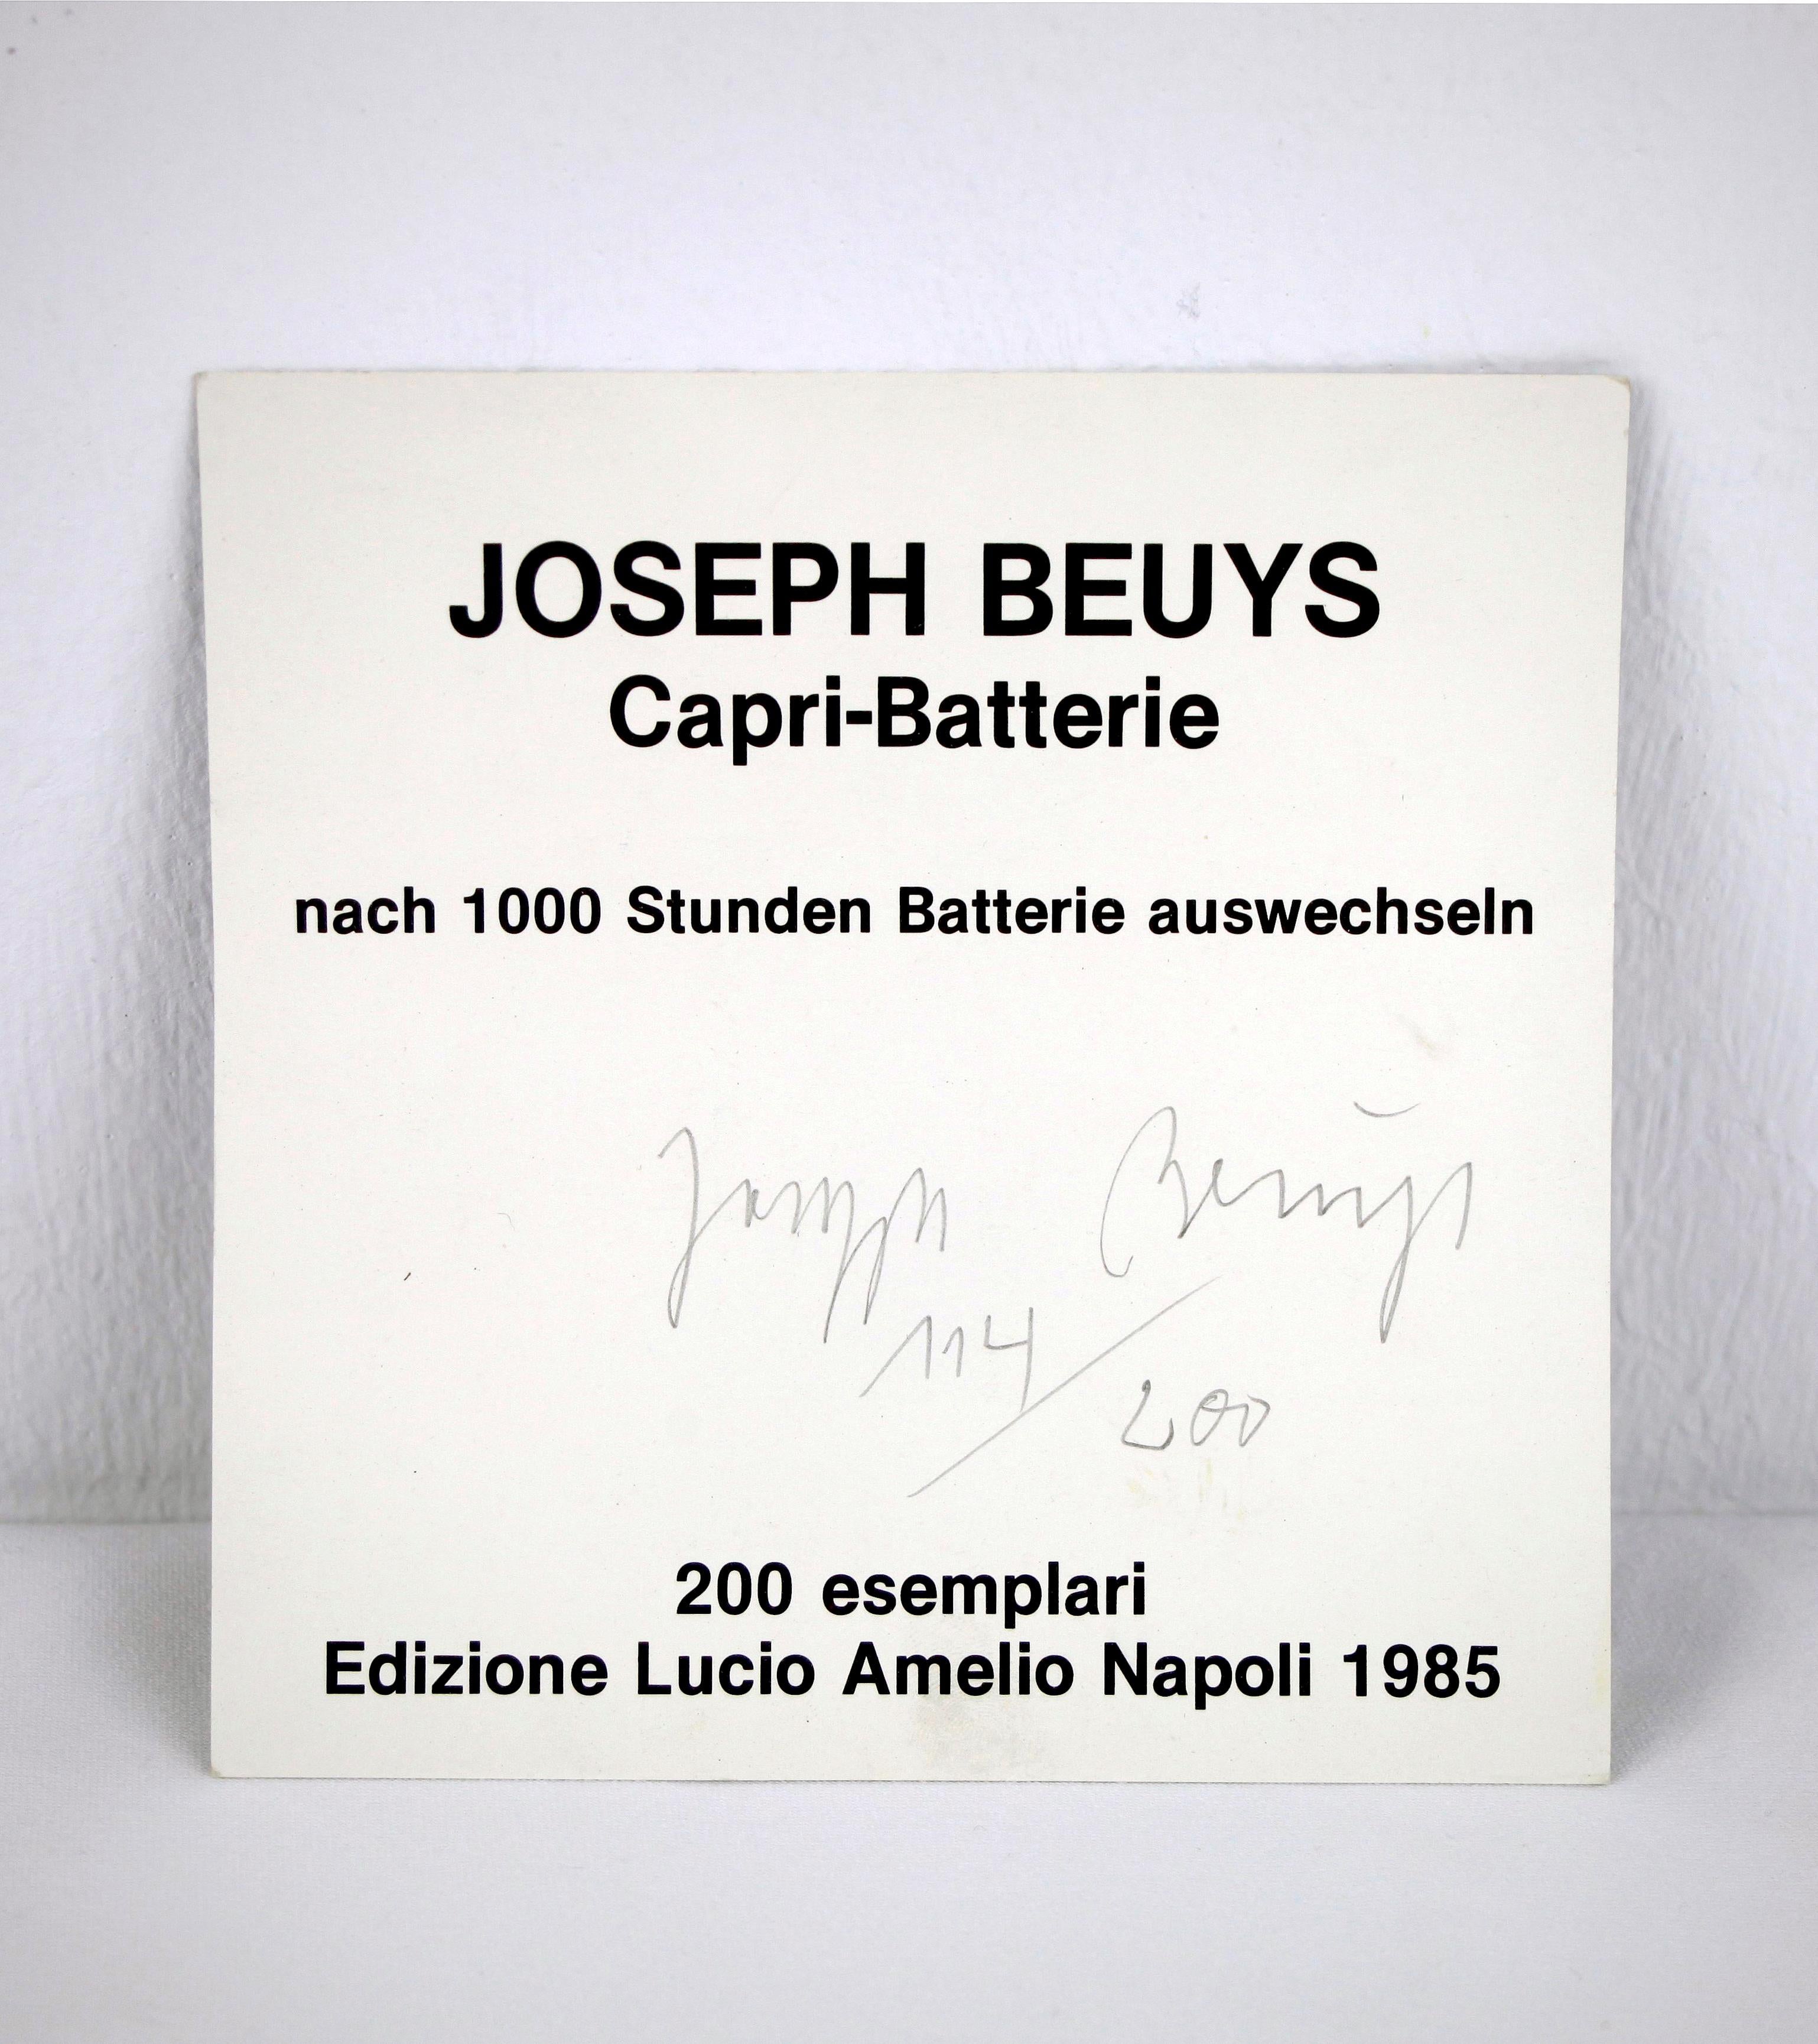 JOSEPH BEUYS
Capri-Batterie
nach 1000 Stunden Batterie auswechseln
Joseph Beuys
114/200
200 esemplari
Edizione Lucio Amelio Napoli 1985